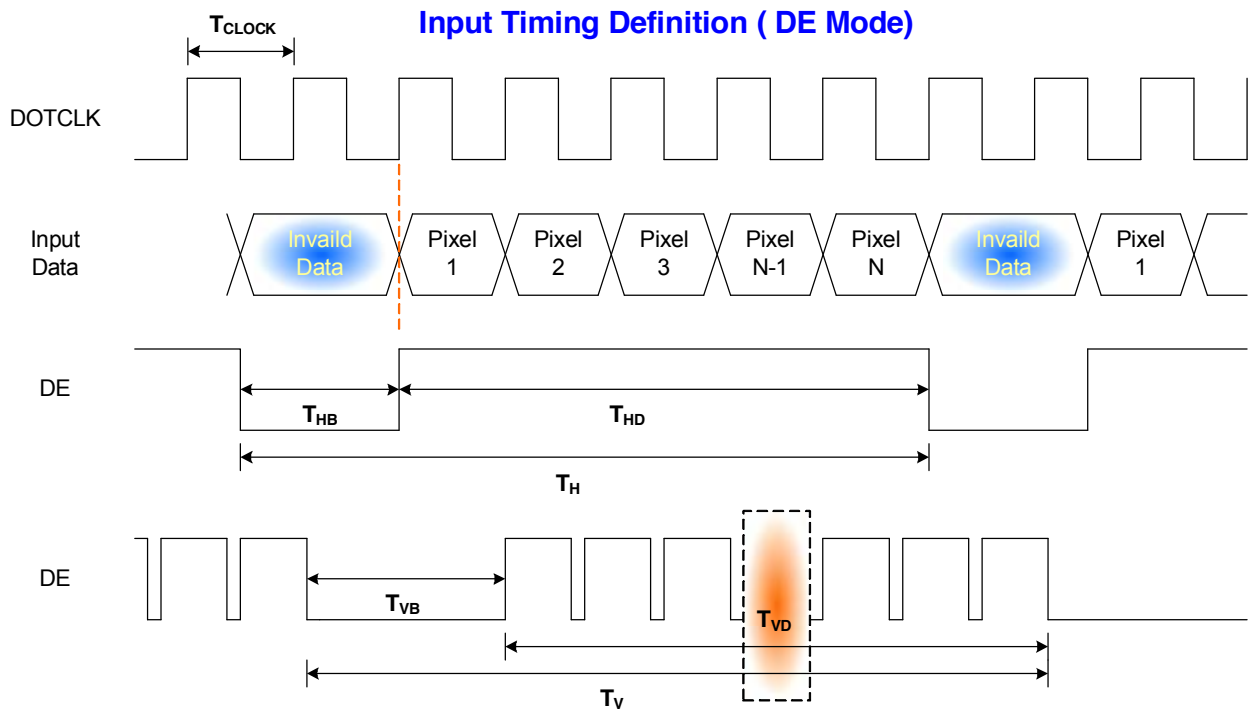 Input Timing Definition ( DE Mode)
TCLOCK
DOTCLK
Input
Data
Invaild
Data
Pixel
1
Pixel
2
Pixel
3
Pixel
N-1
Pixel
N
Invaild
Data
Pixel
1
DE
THB
THD
TH
DE
TVB
TVD
TV